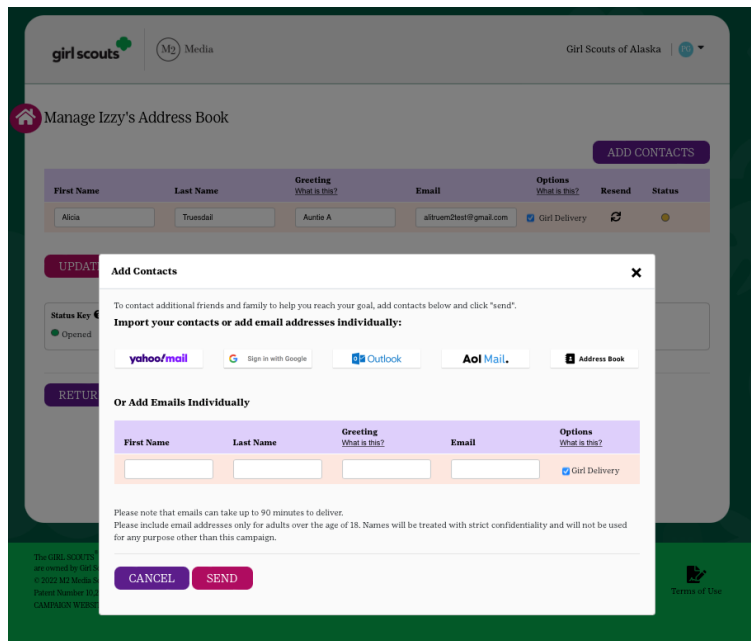 girl scouts
M2 Media
Girl Scouts of Alaska
PD
Manage Izzy's Address Book
ADD CONTACTS
First Name Last Name Greeting What is this? Email Options What is this? Resend Status
Alicia Truesdail Auntie A alitruem2test@gmail.com Girl Delivery
UPDAT
Add Contacts
Status Key
Opened
To contact additional friends and family to help you reach your goal, add contacts below and click "send".
Import your contacts or add email addresses individually:
yahoo!mail Sign in with Google Outlook Aol Mail. Address Book
RETUR
Or Add Emails Individually
First Name Last Name Greeting What is this? Email Options What is this?
Girl Delivery
Please note that emails can take up to 90 minutes to deliver.
Please include email addresses only for adults over the age of 18. Names will be treated with strict confidentiality and will not be used
for any purpose other than this campaign.
CANCEL SEND
The GIRL SCOUTS®
are owned by Girl S
© 2022 M2 Media
Patent Number 10,2
CAMPAIGN WEBS
Terms of Use